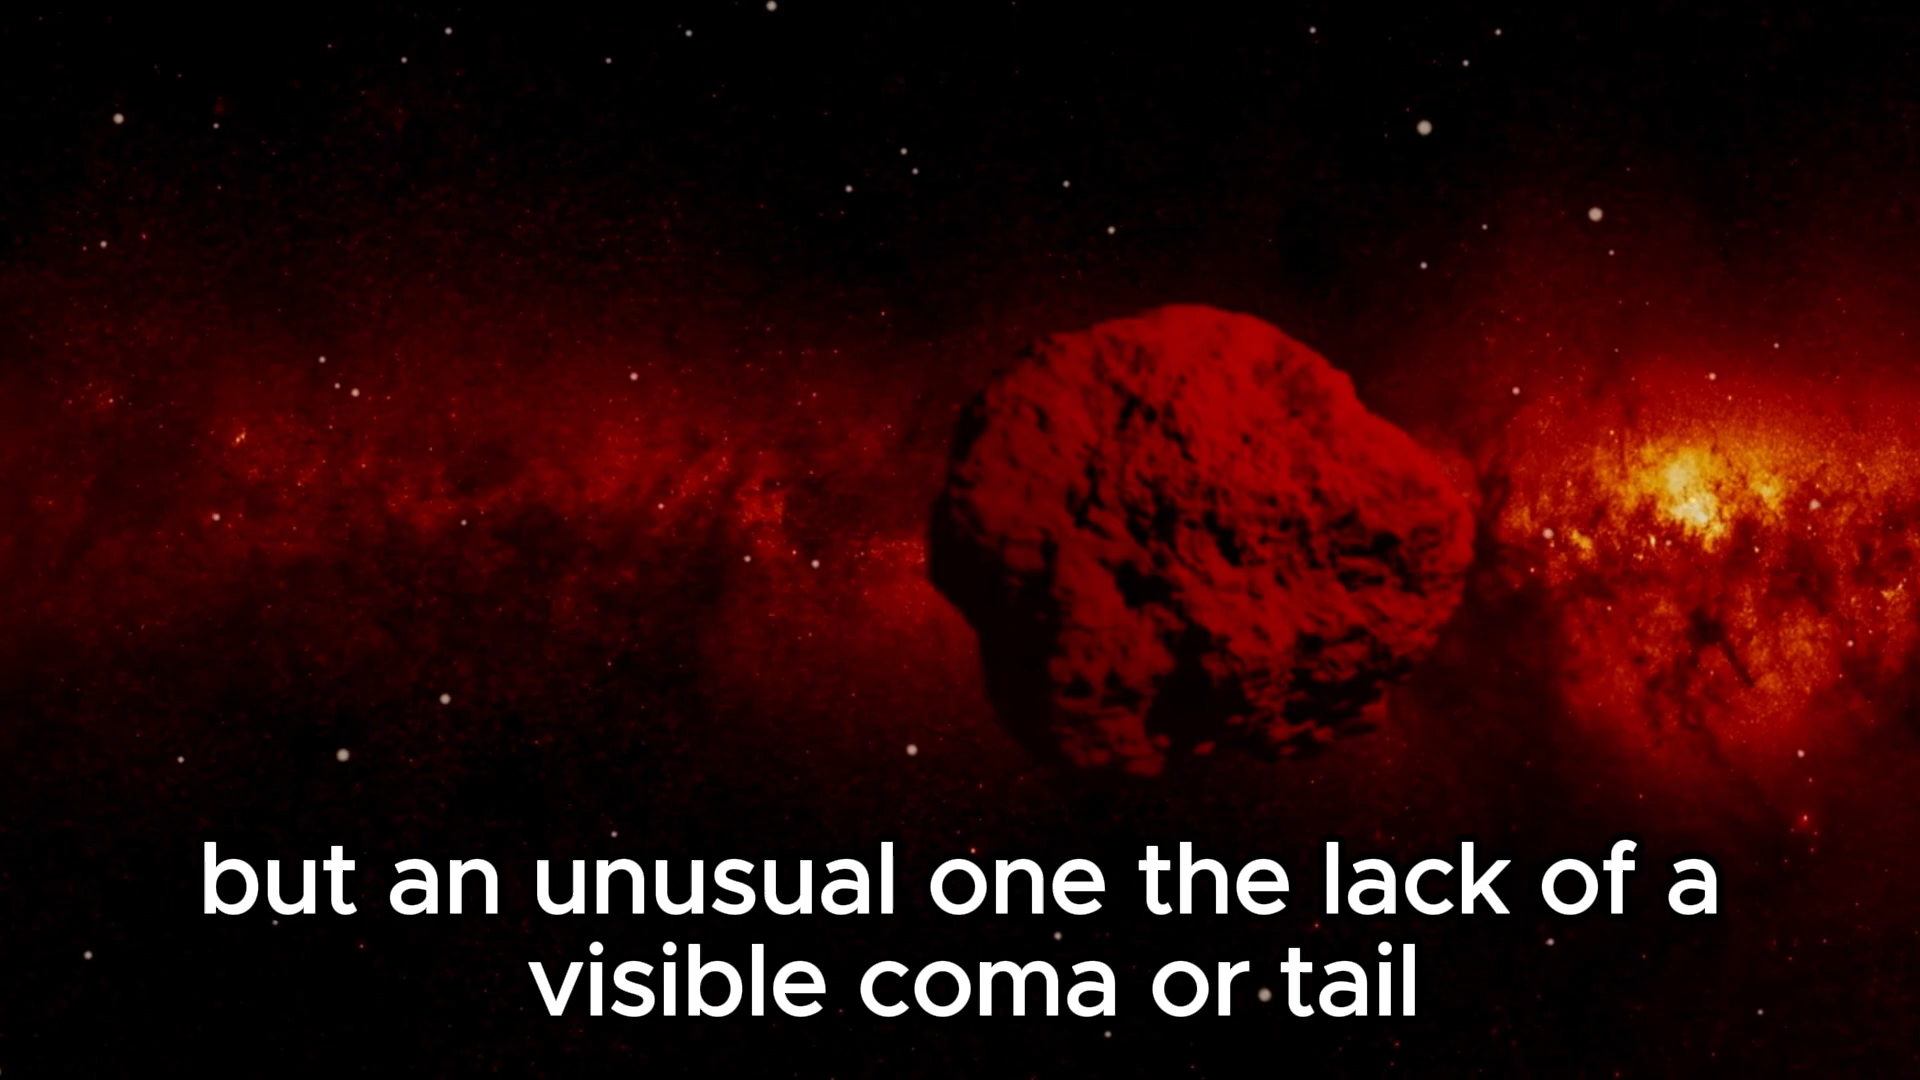 but an unusual one the lack of a
visible coma or tail